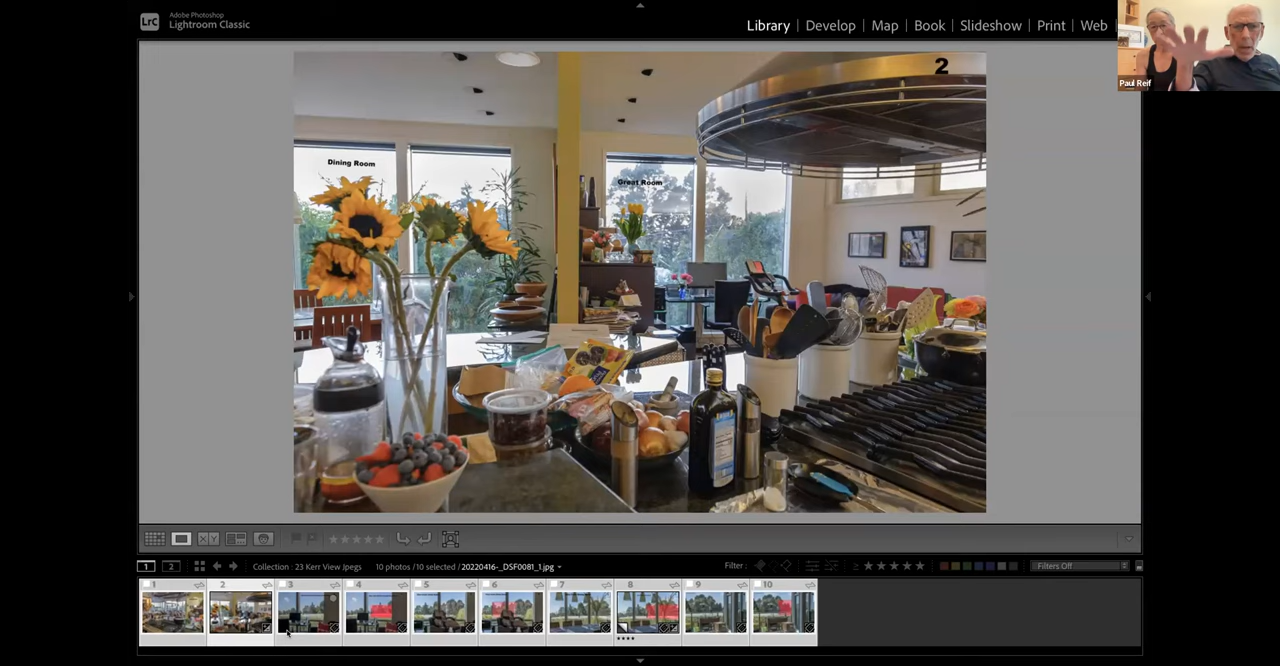 LrC
Adobe Photoshop
Lightroom Classic
Library | Develop | Map | Book | Slideshow | Print | Web
Paul Reif
2
Dining Room
Great Room
1 2 Collection : 23 Kerr View Jpegs 10 photos / 10 selected / 20220416-_DSF0081_1.jpg
Filter : Filters Off
1 2 3 4 5 6 7 8 9 10